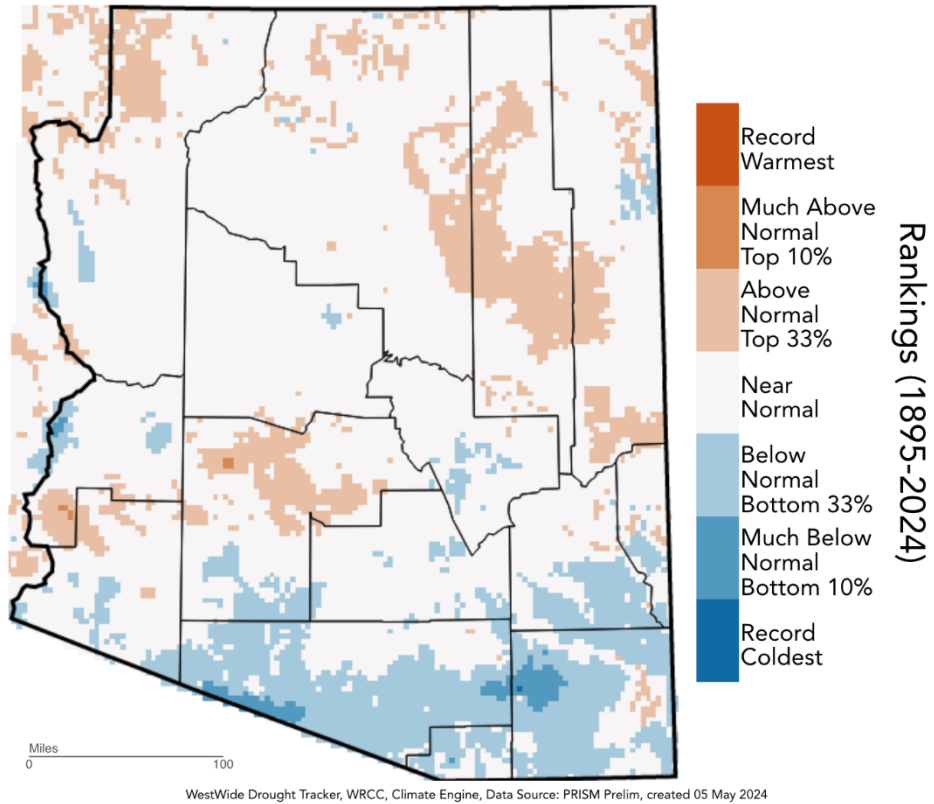 Record
Warmest
Much Above
Normal
Top 10%
Above
Normal
Top 33%
Near
Normal
Below
Normal
Bottom 33%
Much Below
Normal
Bottom 10%
Record
Coldest
Rankings (1895-2024)
Miles
0 100
WestWide Drought Tracker, WRCC, Climate Engine, Data Source: PRISM Prelim, created 05 May 2024